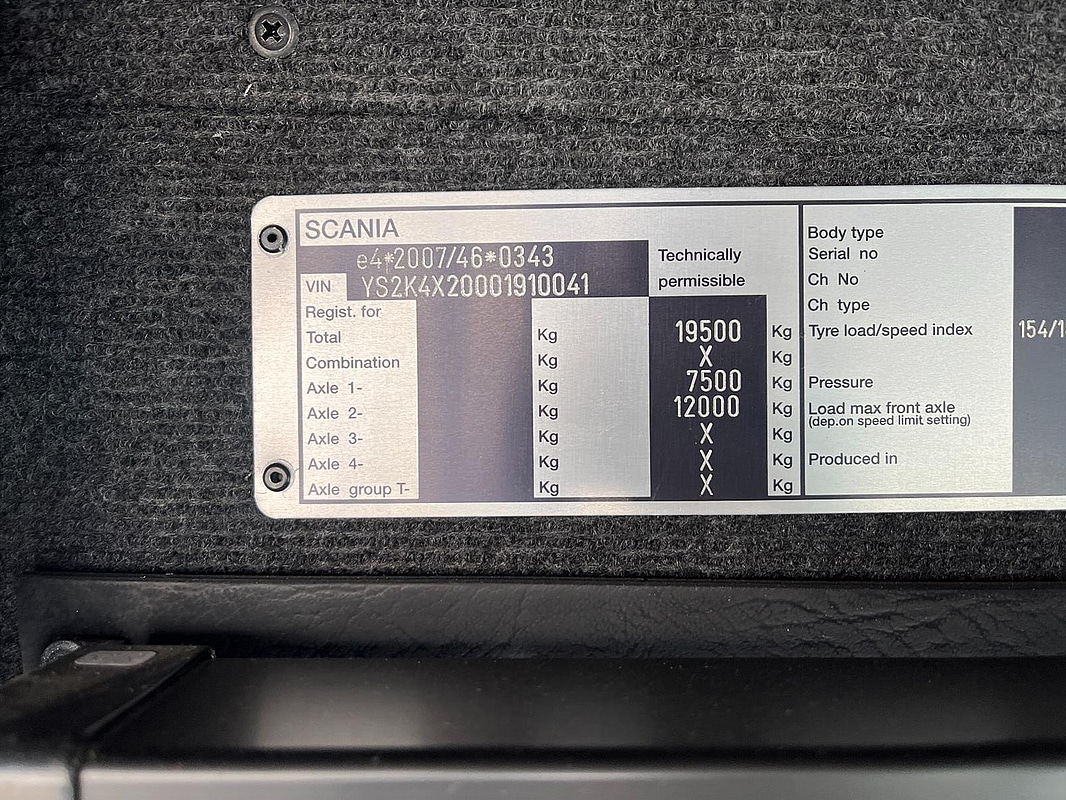 SCANIA
e4*2007/46*0343
VIN YS2K4X20001910041
Technically
permissible
Regist. for
Total Kg 19500 Kg
Combination Kg X Kg
Axle 1- Kg 7500 Kg
Axle 2- Kg 12000
Axle 3- Kg X Kg
Axle 4- Kg X Kg
Axle group T- Kg X Kg
Body type
Serial no
Ch No
Ch type
Tyre load/speed index 154/1
Pressure
Load max front axle
(dep.on speed limit setting)
Produced in